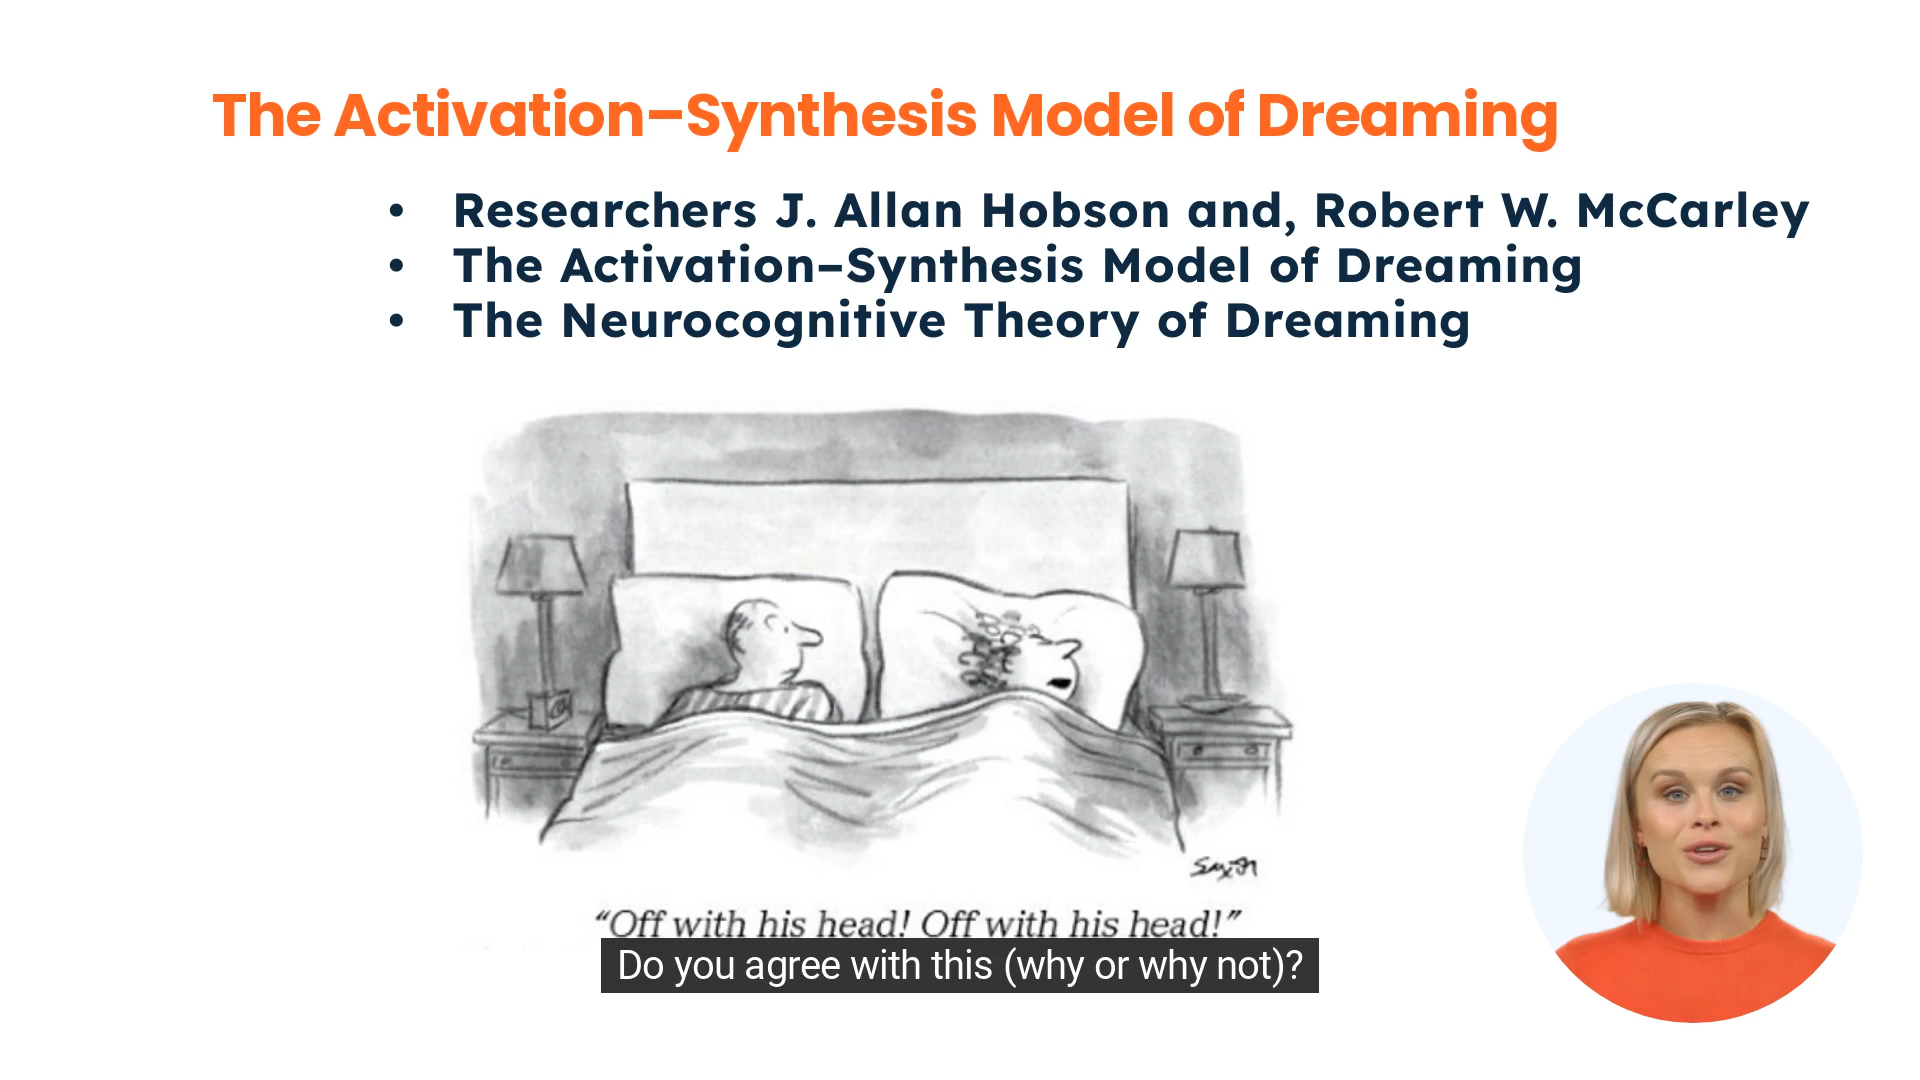 The Activation–Synthesis Model of Dreaming
• Researchers J. Allan Hobson and, Robert W. McCarley
• The Activation–Synthesis Model of Dreaming
• The Neurocognitive Theory of Dreaming
“Off with his head! Off with his head!”
Do you agree with this (why or why not)?